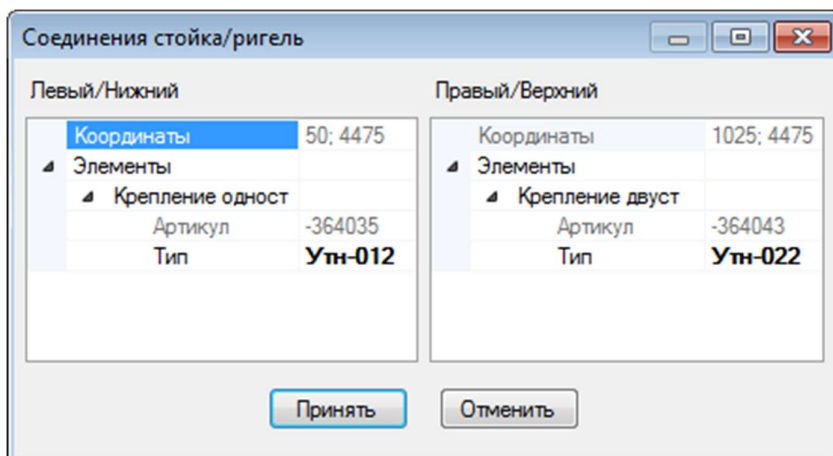 Соединения стойка/ригель
Левый/Нижний
Координаты 50; 4475
Элементы
Крепление одност
Артикул -364035
Тип Утн-012
Правый/Верхний
Координаты 1025; 4475
Элементы
Крепление двуст
Артикул -364043
Тип Утн-022
Принять Отменить